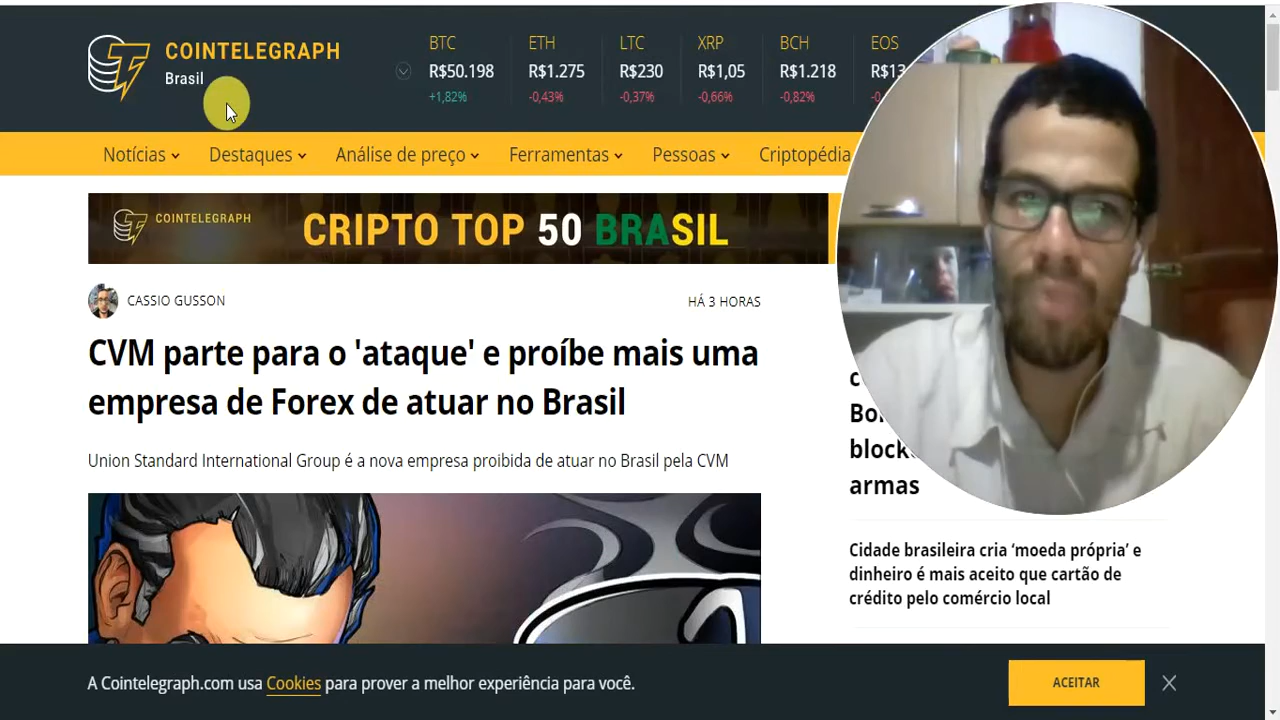 COINTELEGRAPH
Brasil
BTC ETH LTC XRP BCH EOS
R$50.198 R$1.275 R$230 R$1,05 R$1.218
+1,82% -0,43% -0,37% -0,66% -0,82%
Notícias Destaques Análise de preço Ferramentas Pessoas Criptopédia
COINTELEGRAPH CRIPTO TOP 50 BRASIL
CASSIO GUSSON HÁ 3 HORAS
CVM parte para o 'ataque' e proíbe mais uma
empresa de Forex de atuar no Brasil
Union Standard International Group é a nova empresa proibida de atuar no Brasil pela CVM
armas
Cidade brasileira cria ‘moeda própria’ e
dinheiro é mais aceito que cartão de
crédito pelo comércio local
A Cointelegraph.com usa Cookies para prover a melhor experiência para você.
ACEITAR